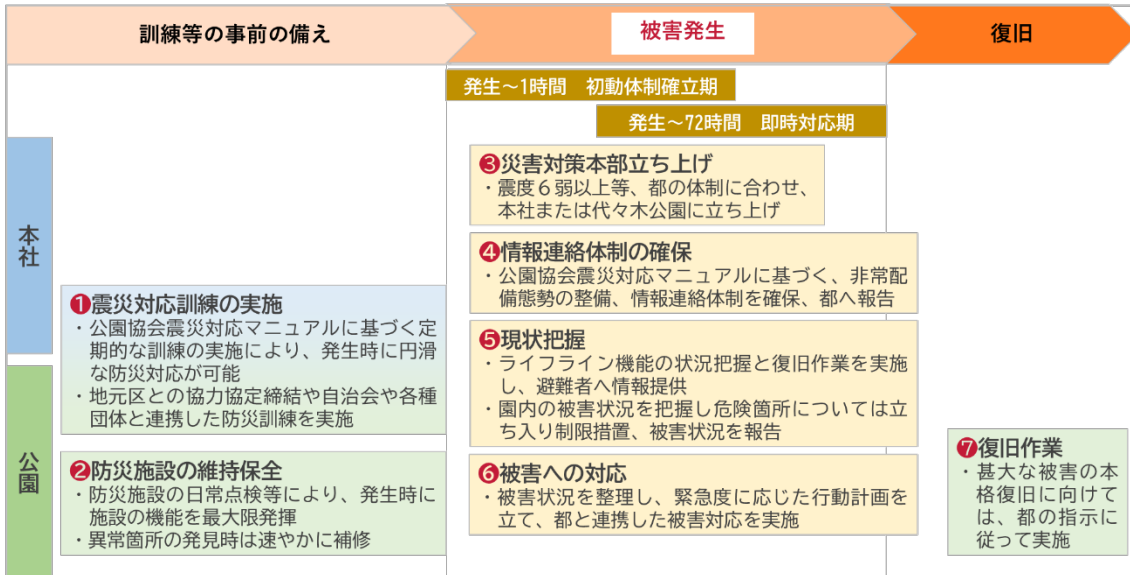 訓練等の事前の備え
被害発生
復旧
発生~1時間 初動体制確立期
発生~72時間 即時対応期
本社
公園
❶震災対応訓練の実施
・公園協会震災対応マニュアルに基づく定
期的な訓練の実施により、発生時に円滑
な防災対応が可能
・地元区との協力協定締結や自治会や各種
団体と連携した防災訓練を実施
❷防災施設の維持保全
・防災施設の日常点検等により、発生時に
施設の機能を最大限発揮
・異常箇所の発見時は速やかに補修
❸災害対策本部立ち上げ
・震度6弱以上等、都の体制に合わせ、
本社または代々木公園に立ち上げ
❹情報連絡体制の確保
・公園協会震災対応マニュアルに基づく、非常配
備態勢の整備、情報連絡体制を確保、都へ報告
❺現状把握
・ライフライン機能の状況把握と復旧作業を実施
し、避難者へ情報提供
・園内の被害状況を把握し危険箇所については立
ち入り制限措置、被害状況を報告
❻被害への対応
・被害状況を整理し、緊急度に応じた行動計画を
立て、都と連携した被害対応を実施
❼復旧作業
・甚大な被害の本
格復旧に向けて
は、都の指示に
従って実施